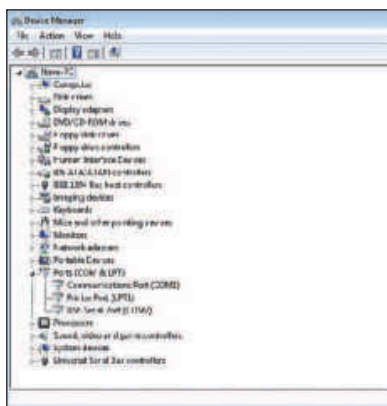 Device Manager
File Action View Help
Computer
Disk drives
Display adapters
DVD/CD-ROM drives
Floppy disk drives
Floppy drive controllers
Human Interface Devices
IDE ATA/ATAPI controllers
IEEE 1394 Bus host controllers
Imaging devices
Keyboards
Mice and other pointing devices
Monitors
Network adapters
Portable Devices
Ports (COM & LPT)
Communications Port (COM1)
Printer Port (LPT1)
USB Serial Port
Processors
Sound, video and game controllers
System devices
Universal Serial Bus controllers